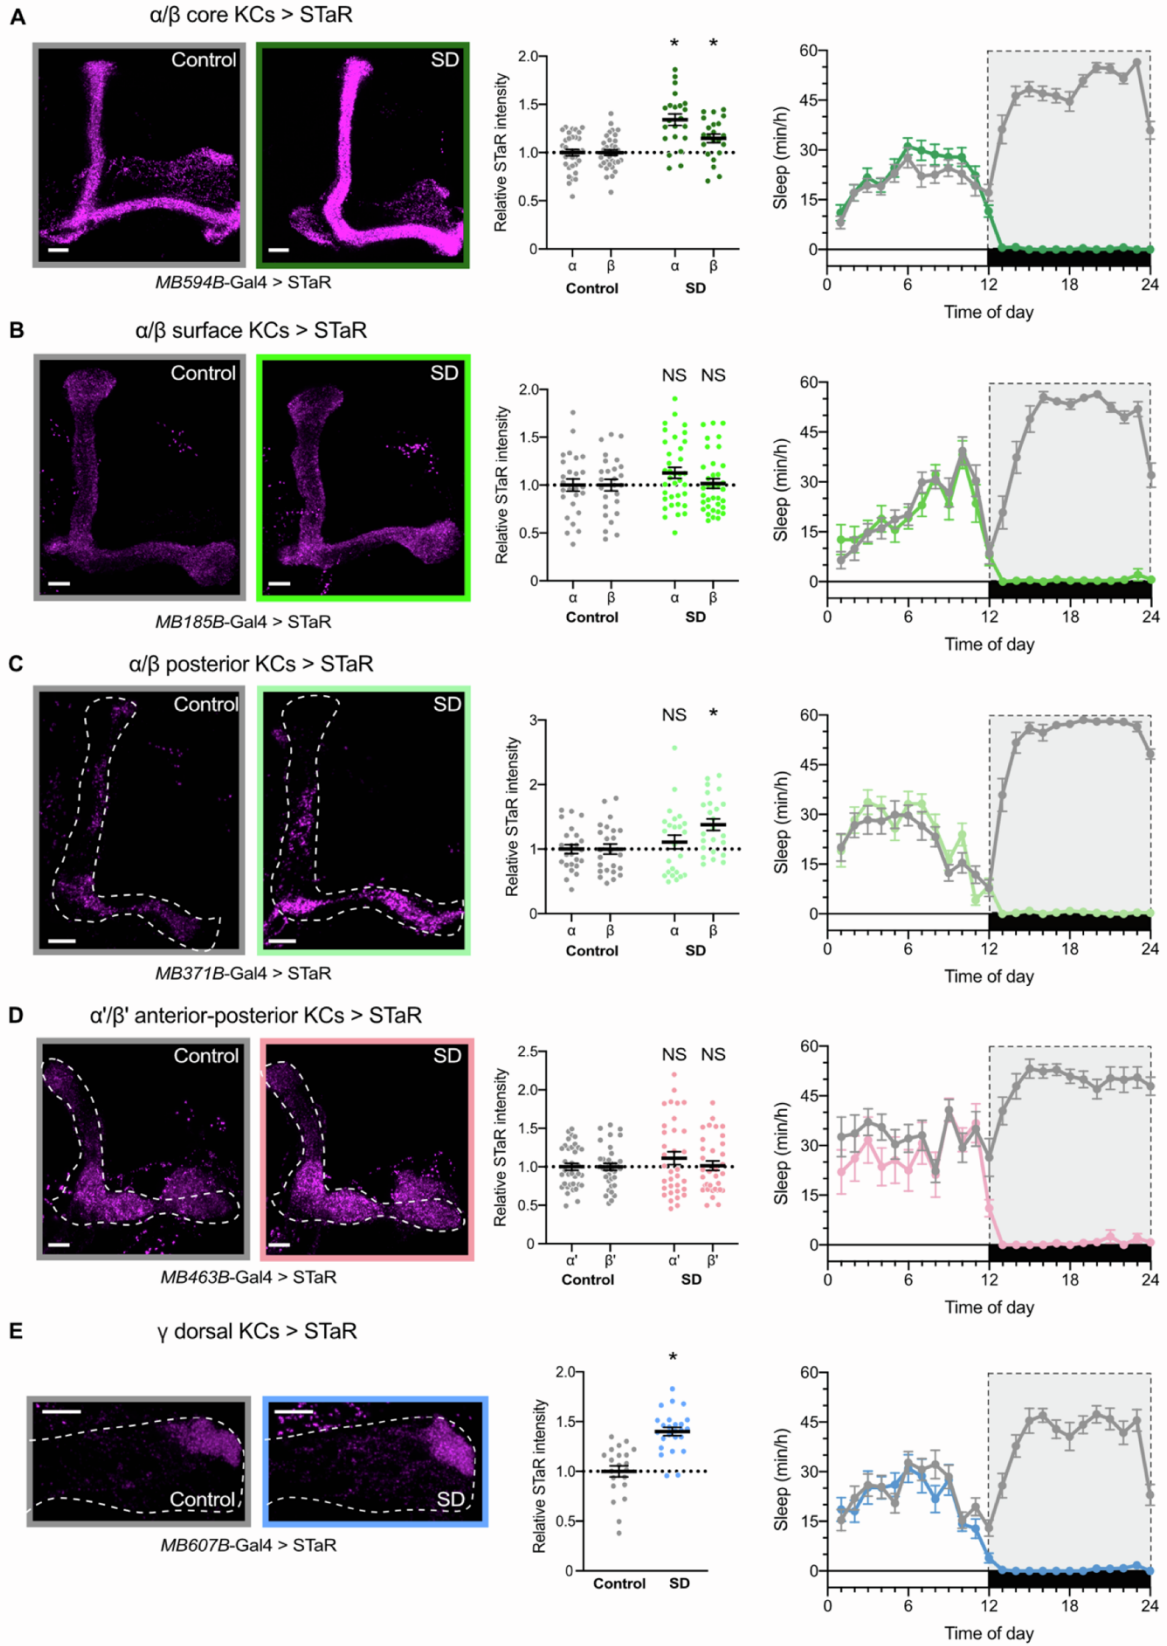 A
α/β core KCs > STaR
Control
SD
MB594B-Gal4 > STaR
Relative STaR intensity
2.0
1.5
1.0
0.5
0
* *
α β α β
Control SD
Sleep (min/h)
60
45
30
15
0
0 6 12 18 24
Time of day
B
α/β surface KCs > STaR
Control
SD
MB185B-Gal4 > STaR
Relative STaR intensity
2.0
1.5
1.0
0.5
0
NS NS
α β α β
Control SD
Sleep (min/h)
60
45
30
15
0
0 6 12 18 24
Time of day
C
α/β posterior KCs > STaR
Control
SD
MB371B-Gal4 > STaR
Relative STaR intensity
3
2
1
0
NS *
α β α β
Control SD
Sleep (min/h)
60
45
30
15
0
0 6 12 18 24
Time of day
D
α'/β' anterior-posterior KCs > STaR
Control
SD
MB463B-Gal4 > STaR
Relative STaR intensity
2.5
2.0
1.5
1.0
0.5
0
NS NS
α' β' α' β'
Control SD
Sleep (min/h)
60
45
30
15
0
0 6 12 18 24
Time of day
E
γ dorsal KCs > STaR
Control
SD
MB607B-Gal4 > STaR
Relative STaR intensity
2.0
1.5
1.0
0.5
0
*
Control SD
Sleep (min/h)
60
45
30
15
0
0 6 12 18 24
Time of day